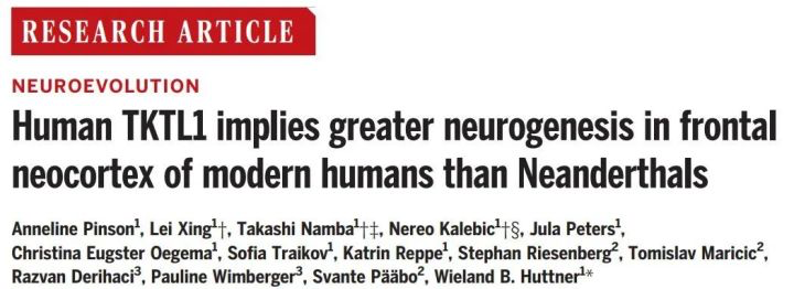 RESEARCH ARTICLE
NEUROEVOLUTION
Human TKTL1 implies greater neurogenesis in frontal
neocortex of modern humans than Neanderthals
Anneline Pinson¹, Lei Xing¹†, Takashi Namba¹†‡, Nereo Kalebic¹†§, Jula Peters¹,
Christina Eugster Oegema¹, Sofia Traikov¹, Katrin Reppe¹, Stephan Riesenberg², Tomislav Maricic²,
Razvan Derihaci³, Pauline Wimberger³, Svante Pääbo², Wieland B. Huttner¹*